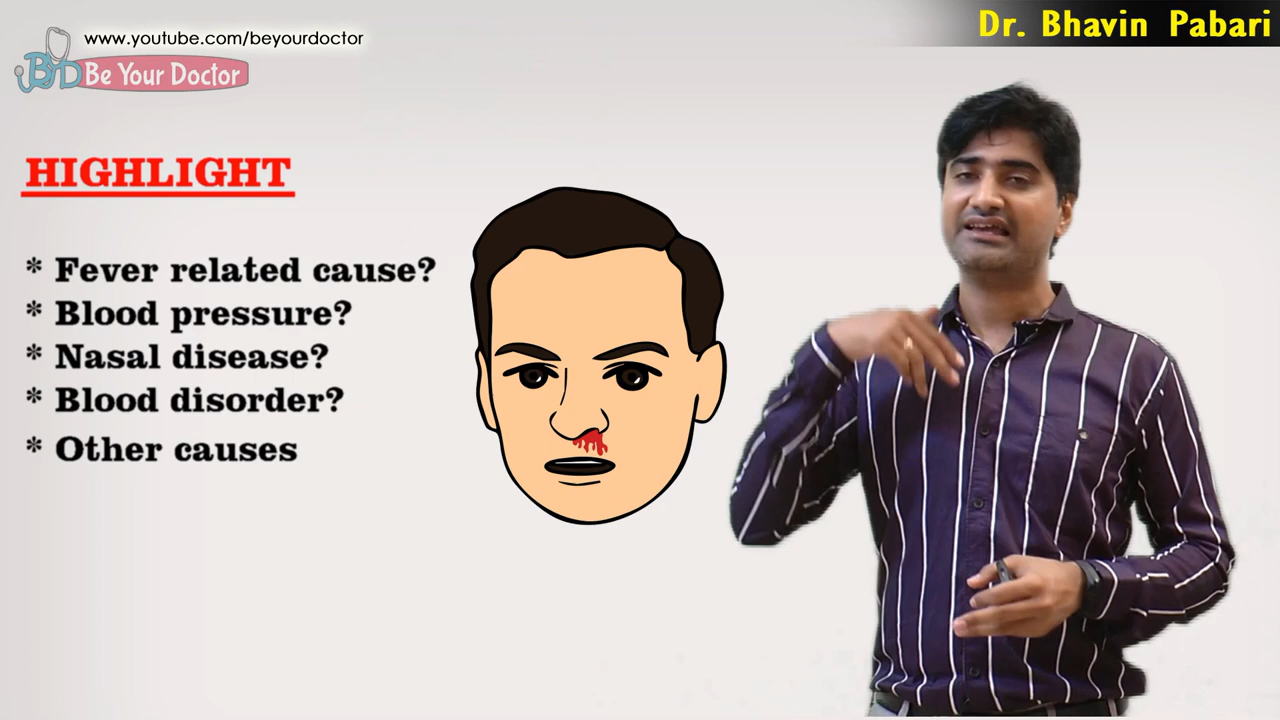 www.youtube.com/beyourdoctor
Dr. Bhavin Pabari
BYD Be Your Doctor
HIGHLIGHT
* Fever related cause?
* Blood pressure?
* Nasal disease?
* Blood disorder?
* Other causes